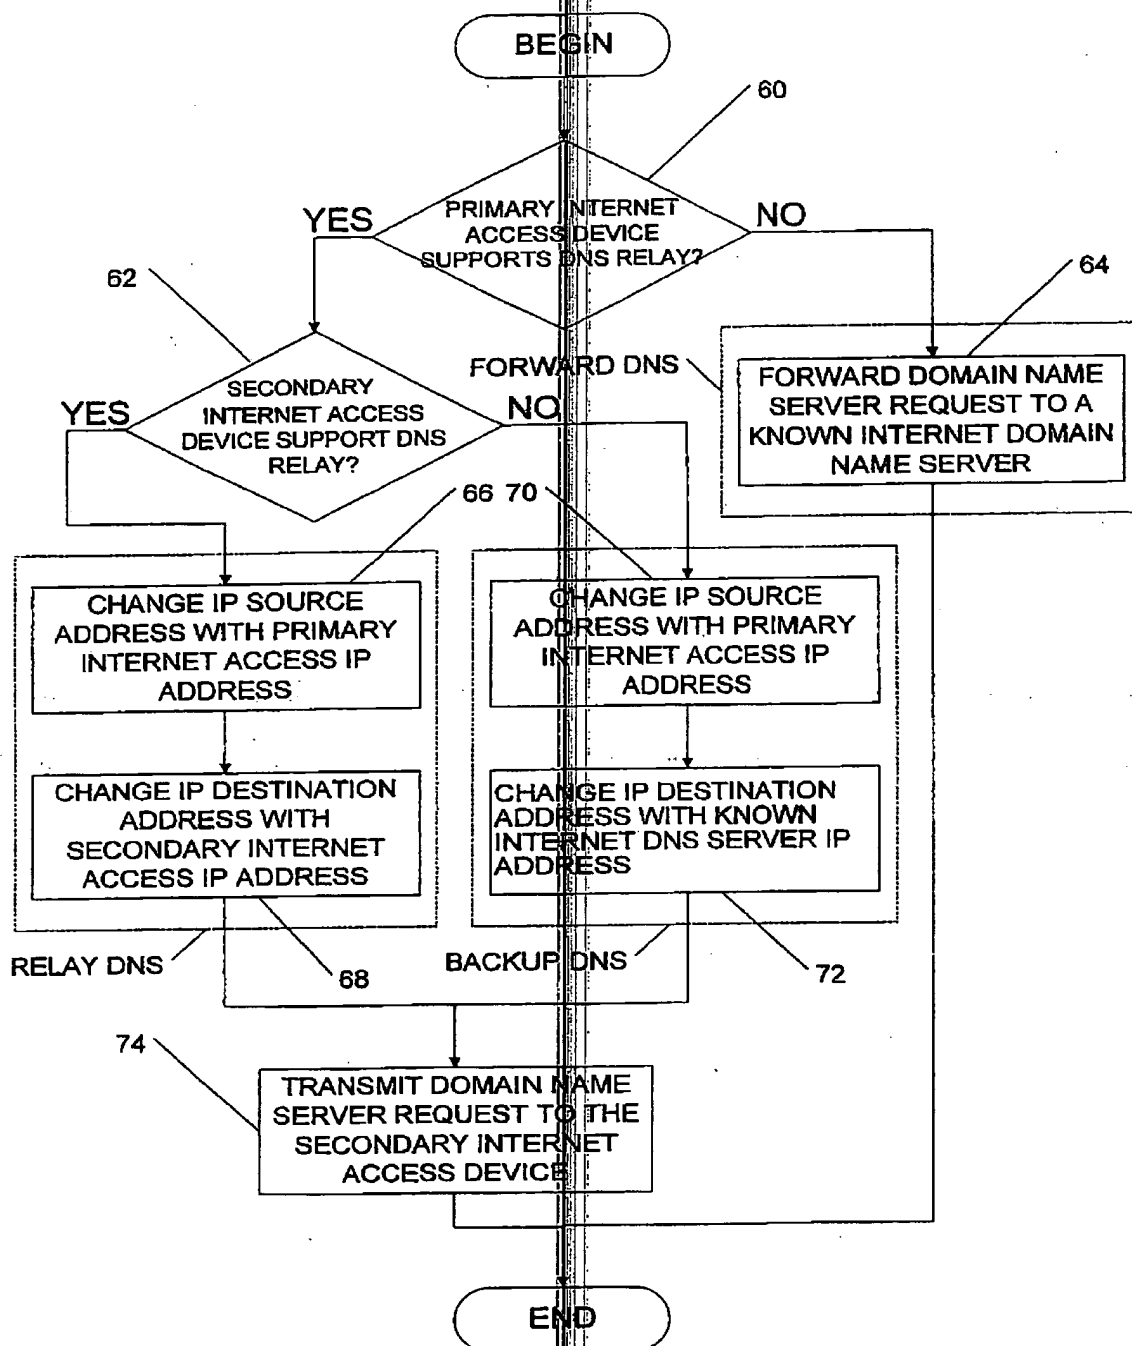 BEGIN
60
PRIMARY INTERNET
ACCESS DEVICE
SUPPORTS DNS RELAY?
YES
NO
62
64
SECONDARY
INTERNET ACCESS
DEVICE SUPPORT DNS
RELAY?
YES
NO
FORWARD DNS
FORWARD DOMAIN NAME
SERVER REQUEST TO A
KNOWN INTERNET DOMAIN
NAME SERVER
66 70
CHANGE IP SOURCE
ADDRESS WITH PRIMARY
INTERNET ACCESS IP
ADDRESS
CHANGE IP SOURCE
ADDRESS WITH PRIMARY
INTERNET ACCESS IP
ADDRESS
CHANGE IP DESTINATION
ADDRESS WITH
SECONDARY INTERNET
ACCESS IP ADDRESS
CHANGE IP DESTINATION
ADDRESS WITH KNOWN
INTERNET DNS SERVER IP
ADDRESS
RELAY DNS
68
BACKUP DNS
72
74
TRANSMIT DOMAIN NAME
SERVER REQUEST TO THE
SECONDARY INTERNET
ACCESS DEVICE
END